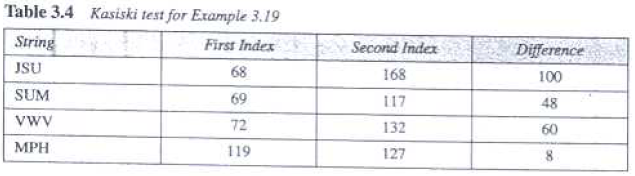 Table 3.4 Kasiski test for Example 3.19
String First Index Second Index Difference
JSU 68 168 100
SUM 69 117 48
VWV 72 132 60
MPH 119 127 8